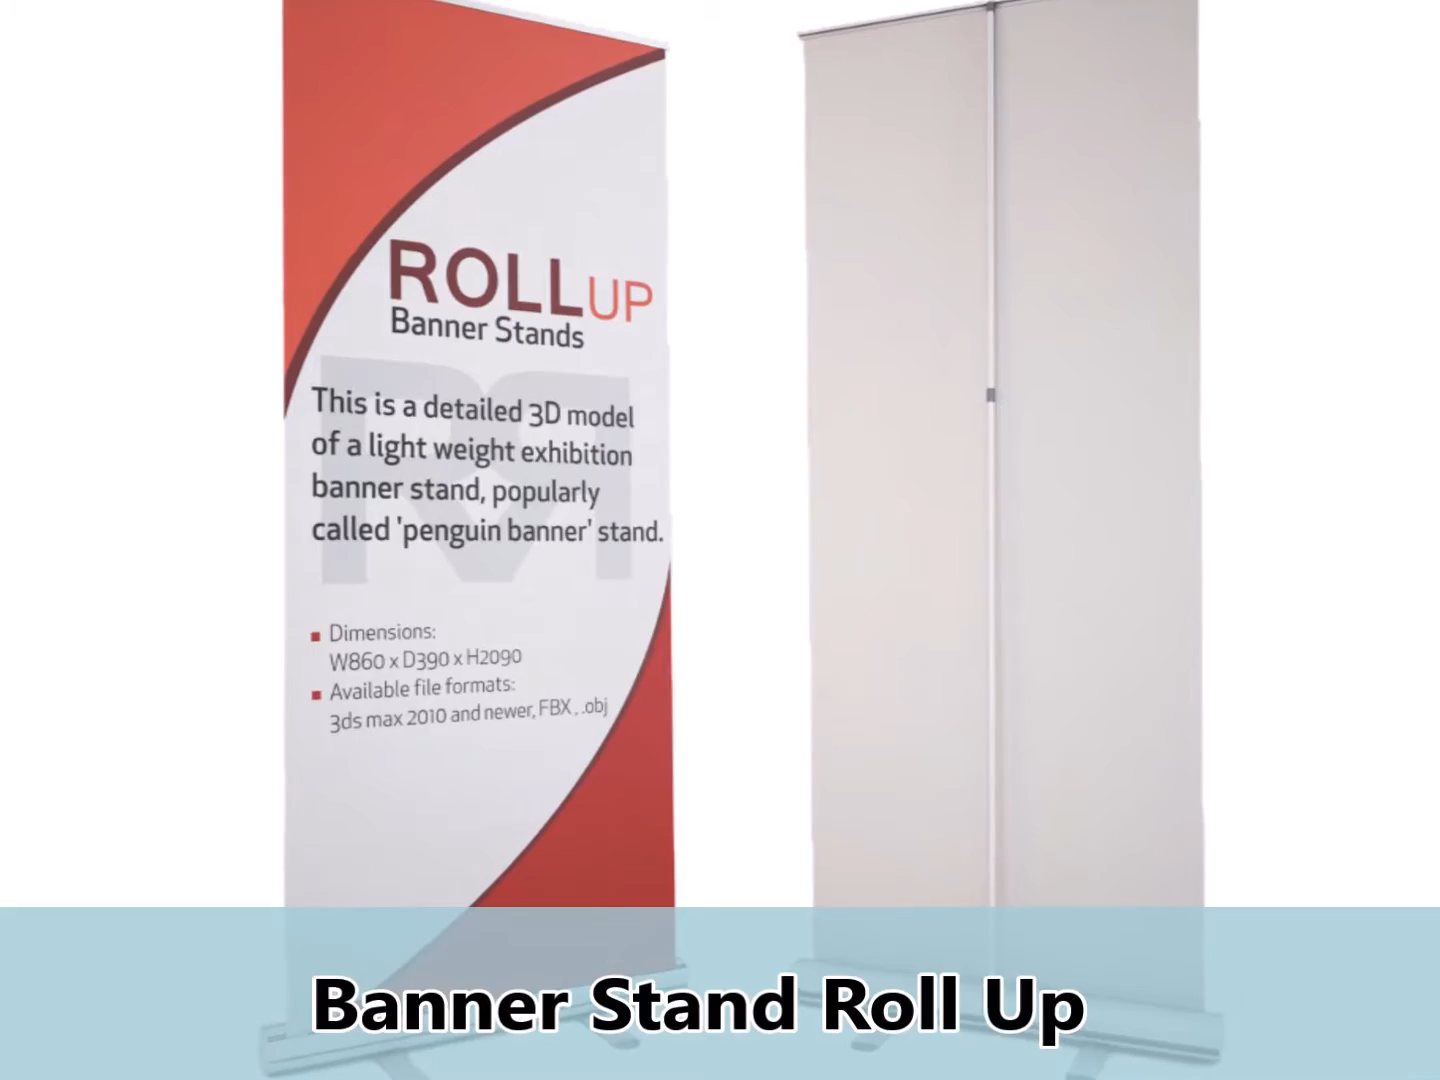 ROLL UP
Banner Stands
This is a detailed 3D model
of a light weight exhibition
banner stand, popularly
called 'penguin banner' stand.
Dimensions:
W860 x D390 x H2090
Available file formats:
3ds max 2010 and newer, FBX , .obj
Banner Stand Roll Up